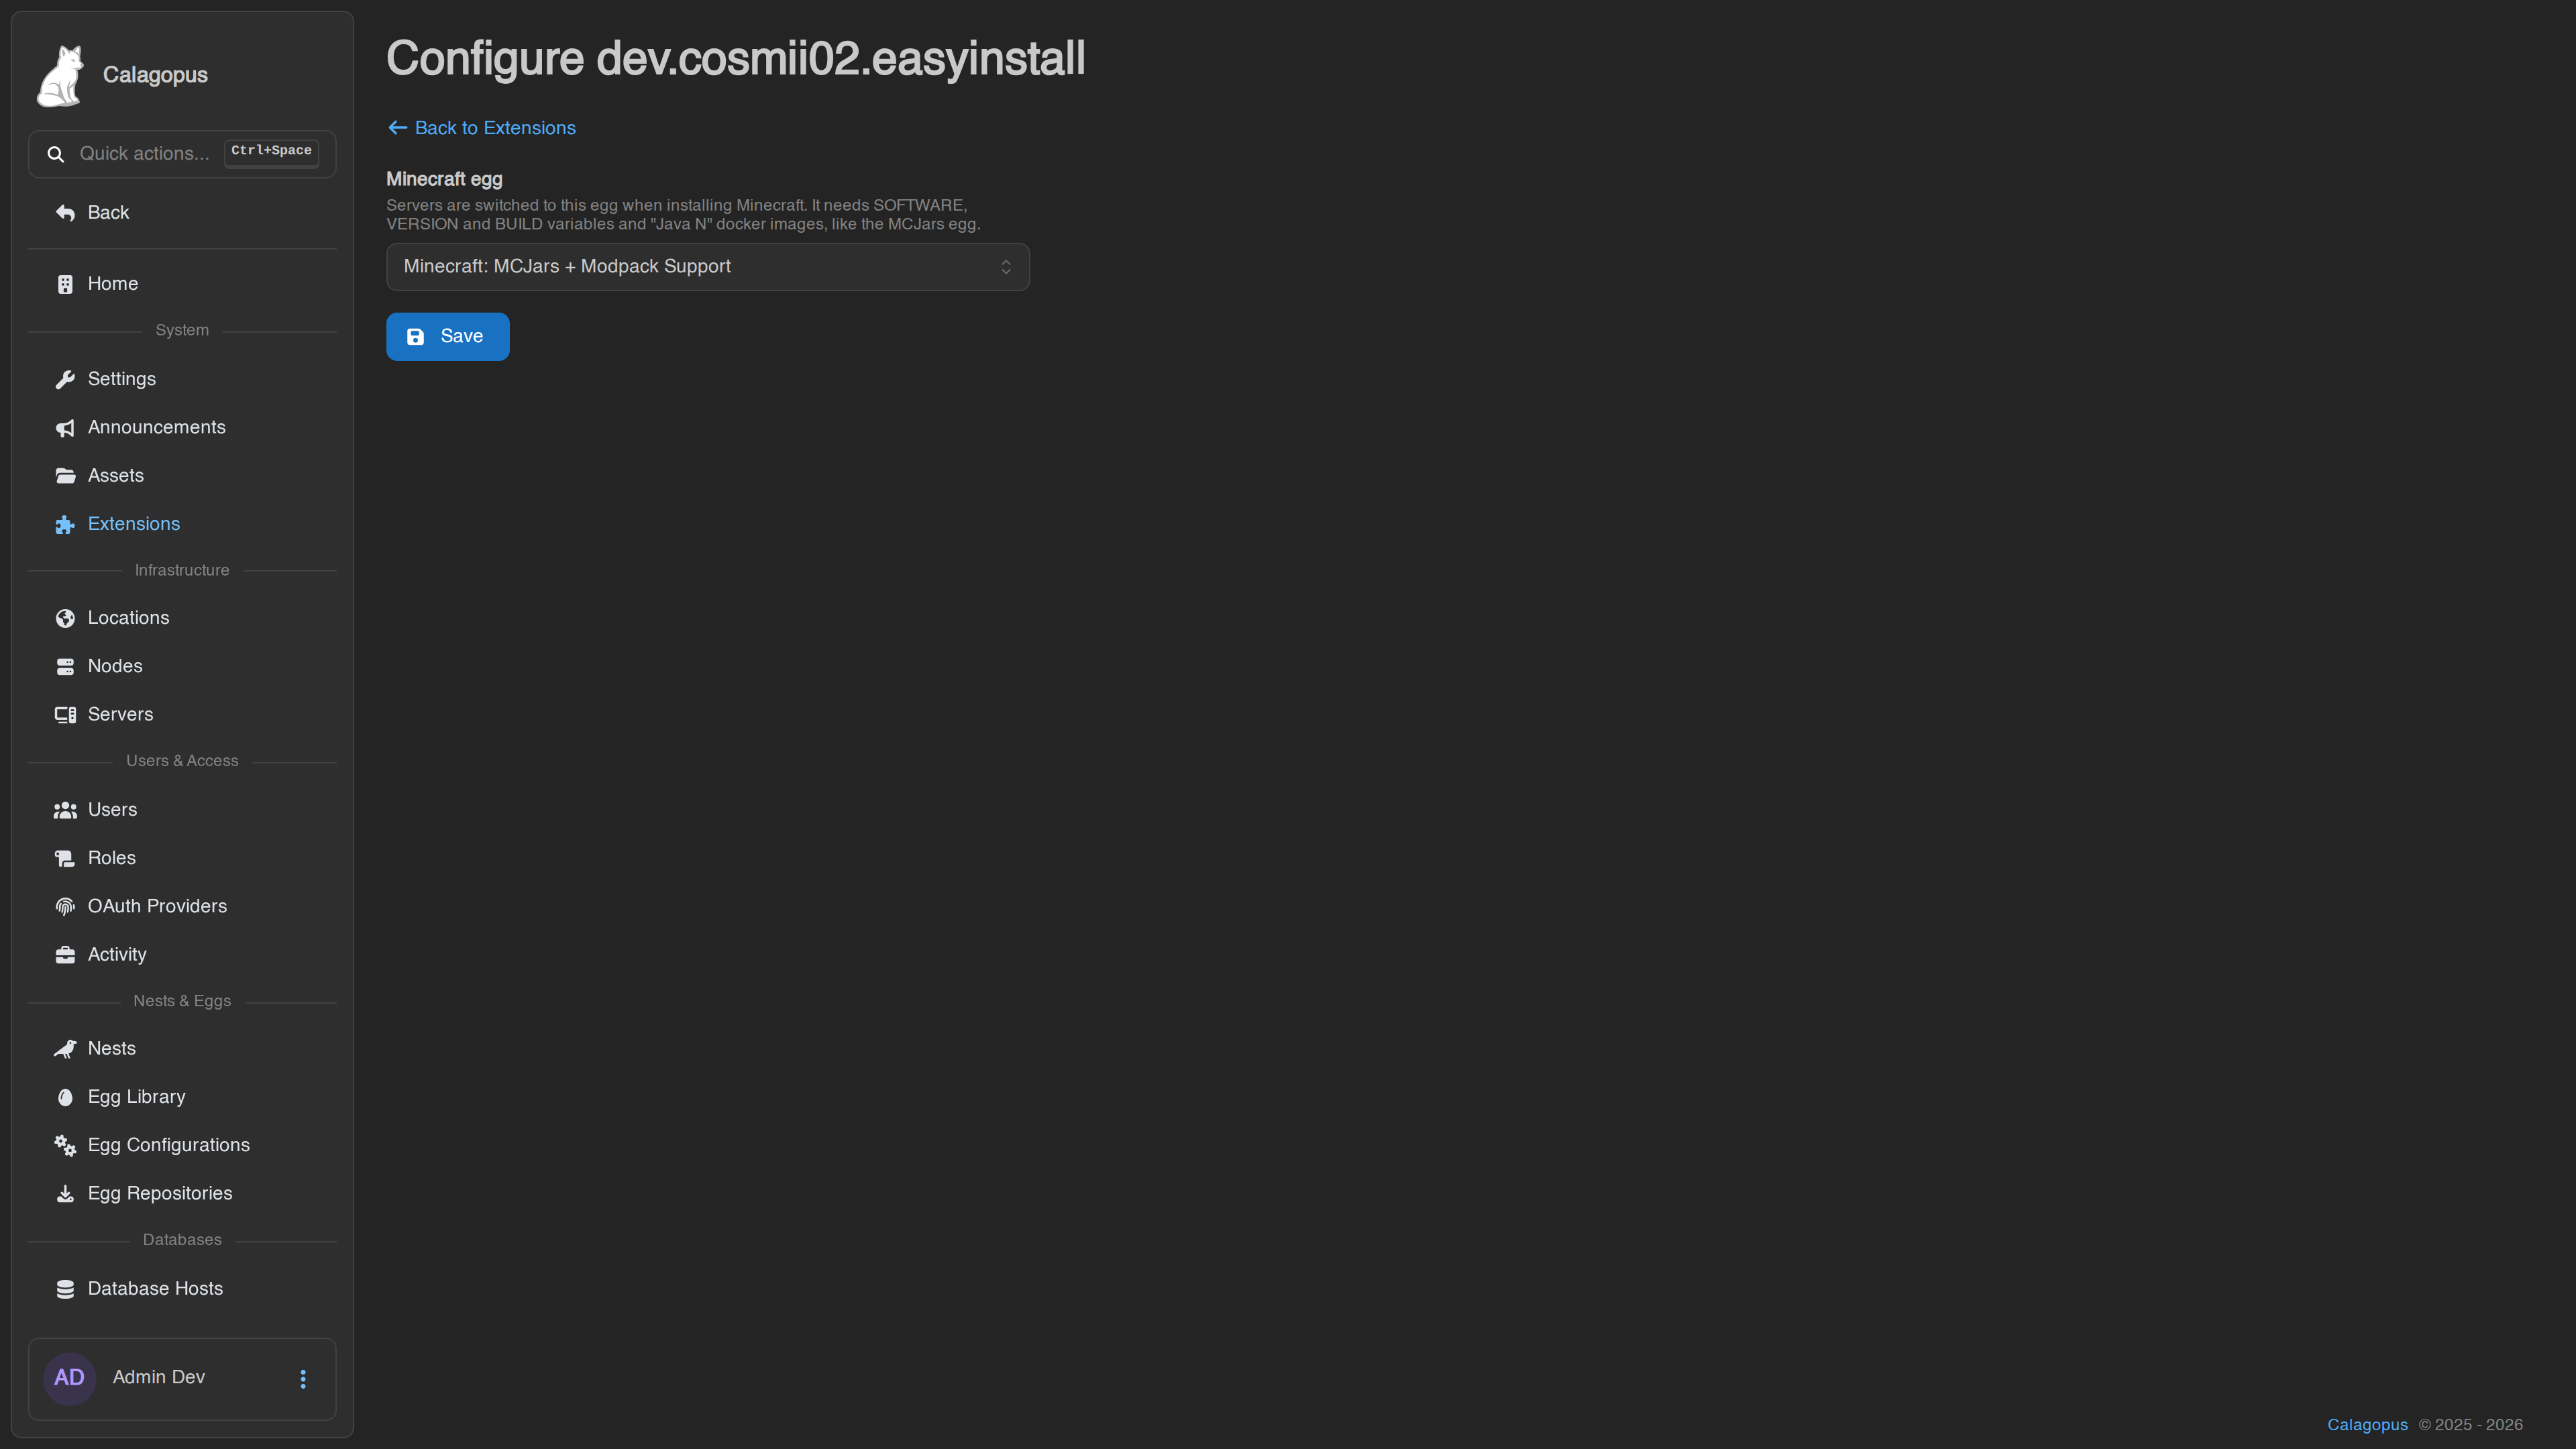 Calagopus
Quick actions...
Ctrl+Space
Back
Home
System
Settings
Announcements
Assets
Extensions
Infrastructure
Locations
Nodes
Servers
Users & Access
Users
Roles
OAuth Providers
Activity
Nests & Eggs
Nests
Egg Library
Egg Configurations
Egg Repositories
Databases
Database Hosts
AD
Admin Dev
Configure dev.cosmii02.easyinstall
Back to Extensions
Minecraft egg
Servers are switched to this egg when installing Minecraft. It needs SOFTWARE,
VERSION and BUILD variables and "Java N" docker images, like the MCJars egg.
Minecraft: MCJars + Modpack Support
Save
Calagopus © 2025 - 2026